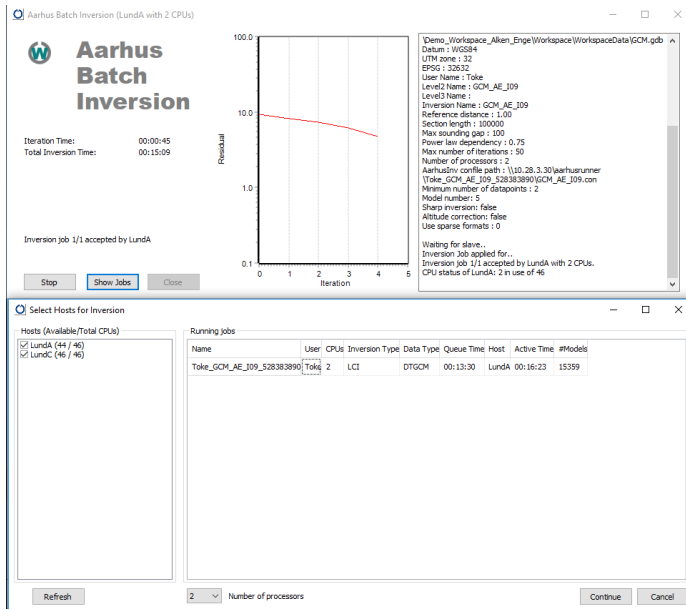 Aarhus Batch Inversion (LundA with 2 CPUs)
Aarhus
Batch
Inversion
Iteration Time: 00:00:45
Total Inversion Time: 00:15:09
Inversion job 1/1 accepted by LundA
Stop Show Jobs Close
100.0
10.0
1.0
0.1
Residual
0 1 2 3 4 5
Iteration
\Demo_Workspace_Alken_Enge\Workspace\WorkspaceData\GCM.gdb
Datum : WGS84
UTM zone : 32
EPSG : 32632
User Name : Toke
Level2 Name : GCM_AE_I09
Level3 Name :
Inversion Name : GCM_AE_I09
Reference distance : 1.00
Section length : 100000
Max sounding gap : 100
Power law dependency : 0.75
Max number of iterations : 50
Number of processors : 2
AarhusInv confile path : \\10.28.3.30\aarhusrunner
\Toke_GCM_AE_I09_528383890\GCM_AE_I09.con
Minimum number of datapoints : 2
Model number: 5
Sharp inversion: false
Altitude correction: false
Use sparse formats : 0
Waiting for slave..
Inversion Job applied for..
Inversion job 1/1 accepted by LundA with 2 CPUs.
CPU status of LundA: 2 in use of 46
Select Hosts for Inversion
Hosts (Available/Total CPUs)
LundA (44 / 46)
LundC (46 / 46)
Running jobs
Name User CPUs Inversion Type Data Type Queue Time Host Active Time #Models
Toke_GCM_AE_I09_528383890 Toke 2 LCI DTGCM 00:13:30 LundA 00:16:23 15359
Refresh
2 Number of processors
Continue Cancel